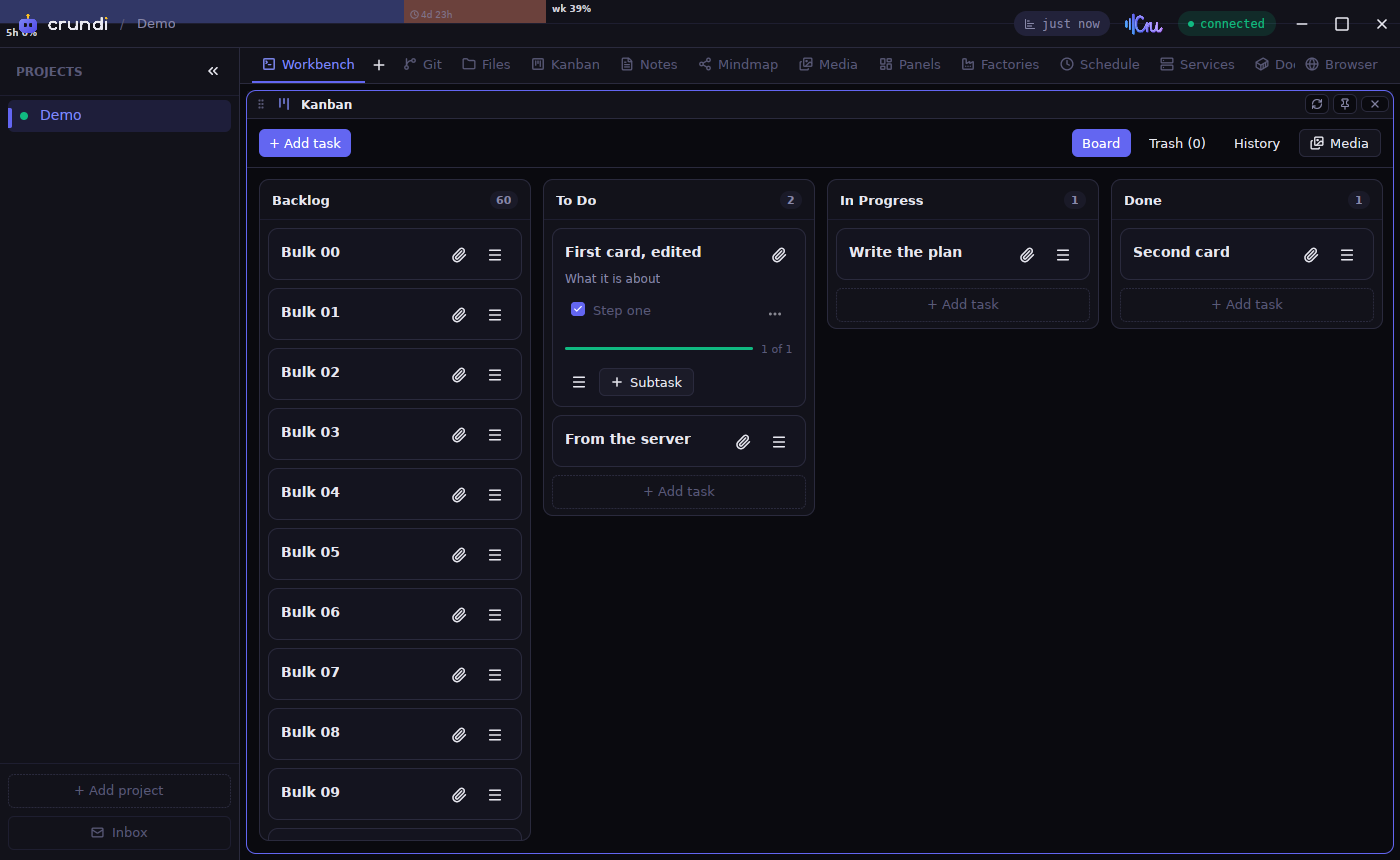 4d 23h
wk 39%
crundi / Demo
just now
connected
PROJECTS
Workbench
Git
Files
Kanban
Notes
Mindmap
Media
Panels
Factories
Schedule
Services
Browser
Demo
Kanban
+ Add task
Board
Trash (0)
History
Media
Backlog
60
To Do
2
In Progress
1
Done
1
Bulk 00
Bulk 01
Bulk 02
Bulk 03
Bulk 04
Bulk 05
Bulk 06
Bulk 07
Bulk 08
Bulk 09
First card, edited
What it is about
Step one
1 of 1
+ Subtask
From the server
+ Add task
Write the plan
+ Add task
Second card
+ Add task
+ Add project
Inbox